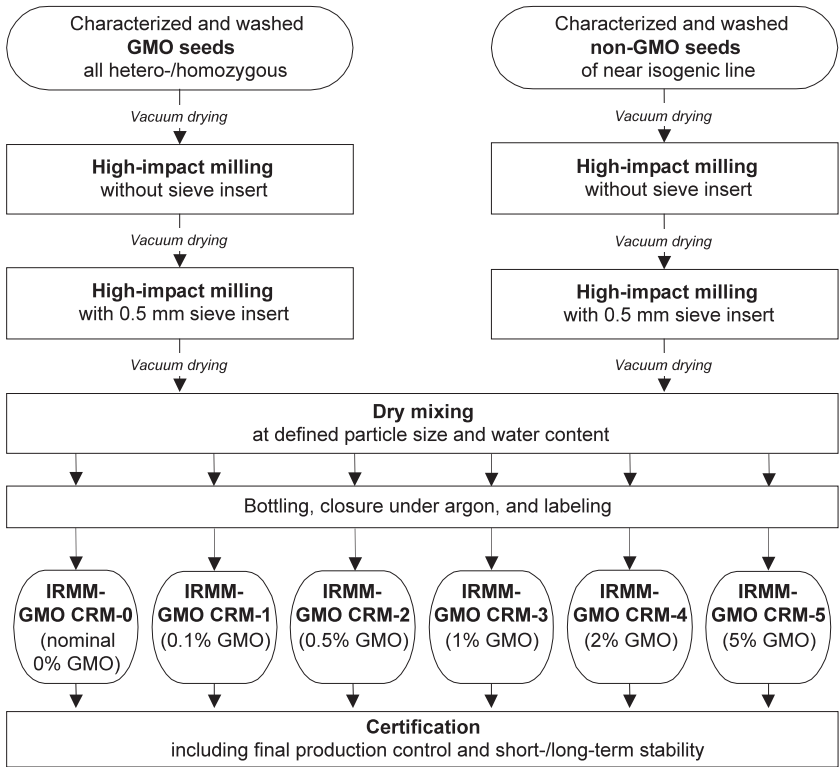 Characterized and washed
GMO seeds
all hetero-/homozygous
Characterized and washed
non-GMO seeds
of near isogenic line
Vacuum drying
Vacuum drying
High-impact milling
without sieve insert
High-impact milling
without sieve insert
Vacuum drying
Vacuum drying
High-impact milling
with 0.5 mm sieve insert
High-impact milling
with 0.5 mm sieve insert
Vacuum drying
Vacuum drying
Dry mixing
at defined particle size and water content
Bottling, closure under argon, and labeling
IRMM-
GMO CRM-0
(nominal
0% GMO)
IRMM-
GMO CRM-1
(0.1% GMO)
IRMM-
GMO CRM-2
(0.5% GMO)
IRMM-
GMO CRM-3
(1% GMO)
IRMM-
GMO CRM-4
(2% GMO)
IRMM-
GMO CRM-5
(5% GMO)
Certification
including final production control and short-/long-term stability